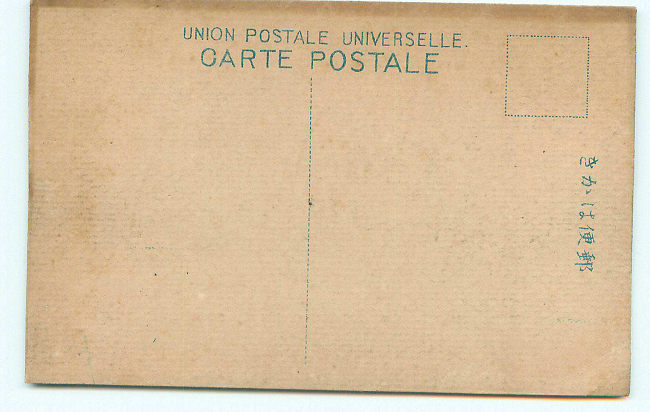 UNION POSTALE UNIVERSELLE.
CARTE POSTALE
郵便はかき